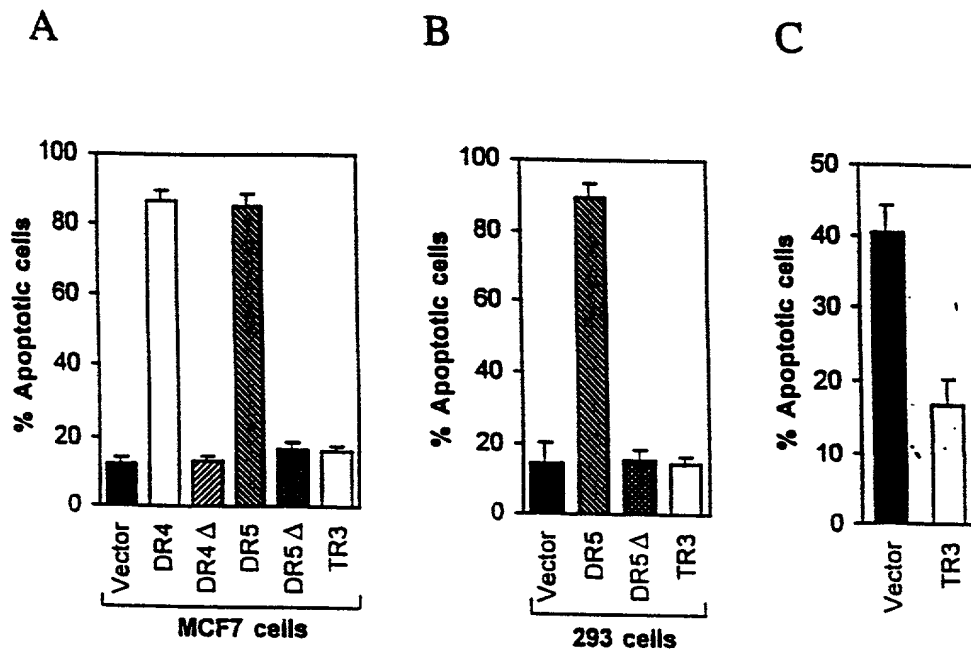 A
B
C
% Apoptotic cells
100
80
60
40
20
0
Vector
DR4
DR4 Δ
DR5
DR5 Δ
TR3
MCF7 cells
% Apoptotic cells
100
80
60
40
20
0
Vector
DR5
DR5 Δ
TR3
293 cells
% Apoptotic cells
50
40
30
20
10
0
Vector
TR3